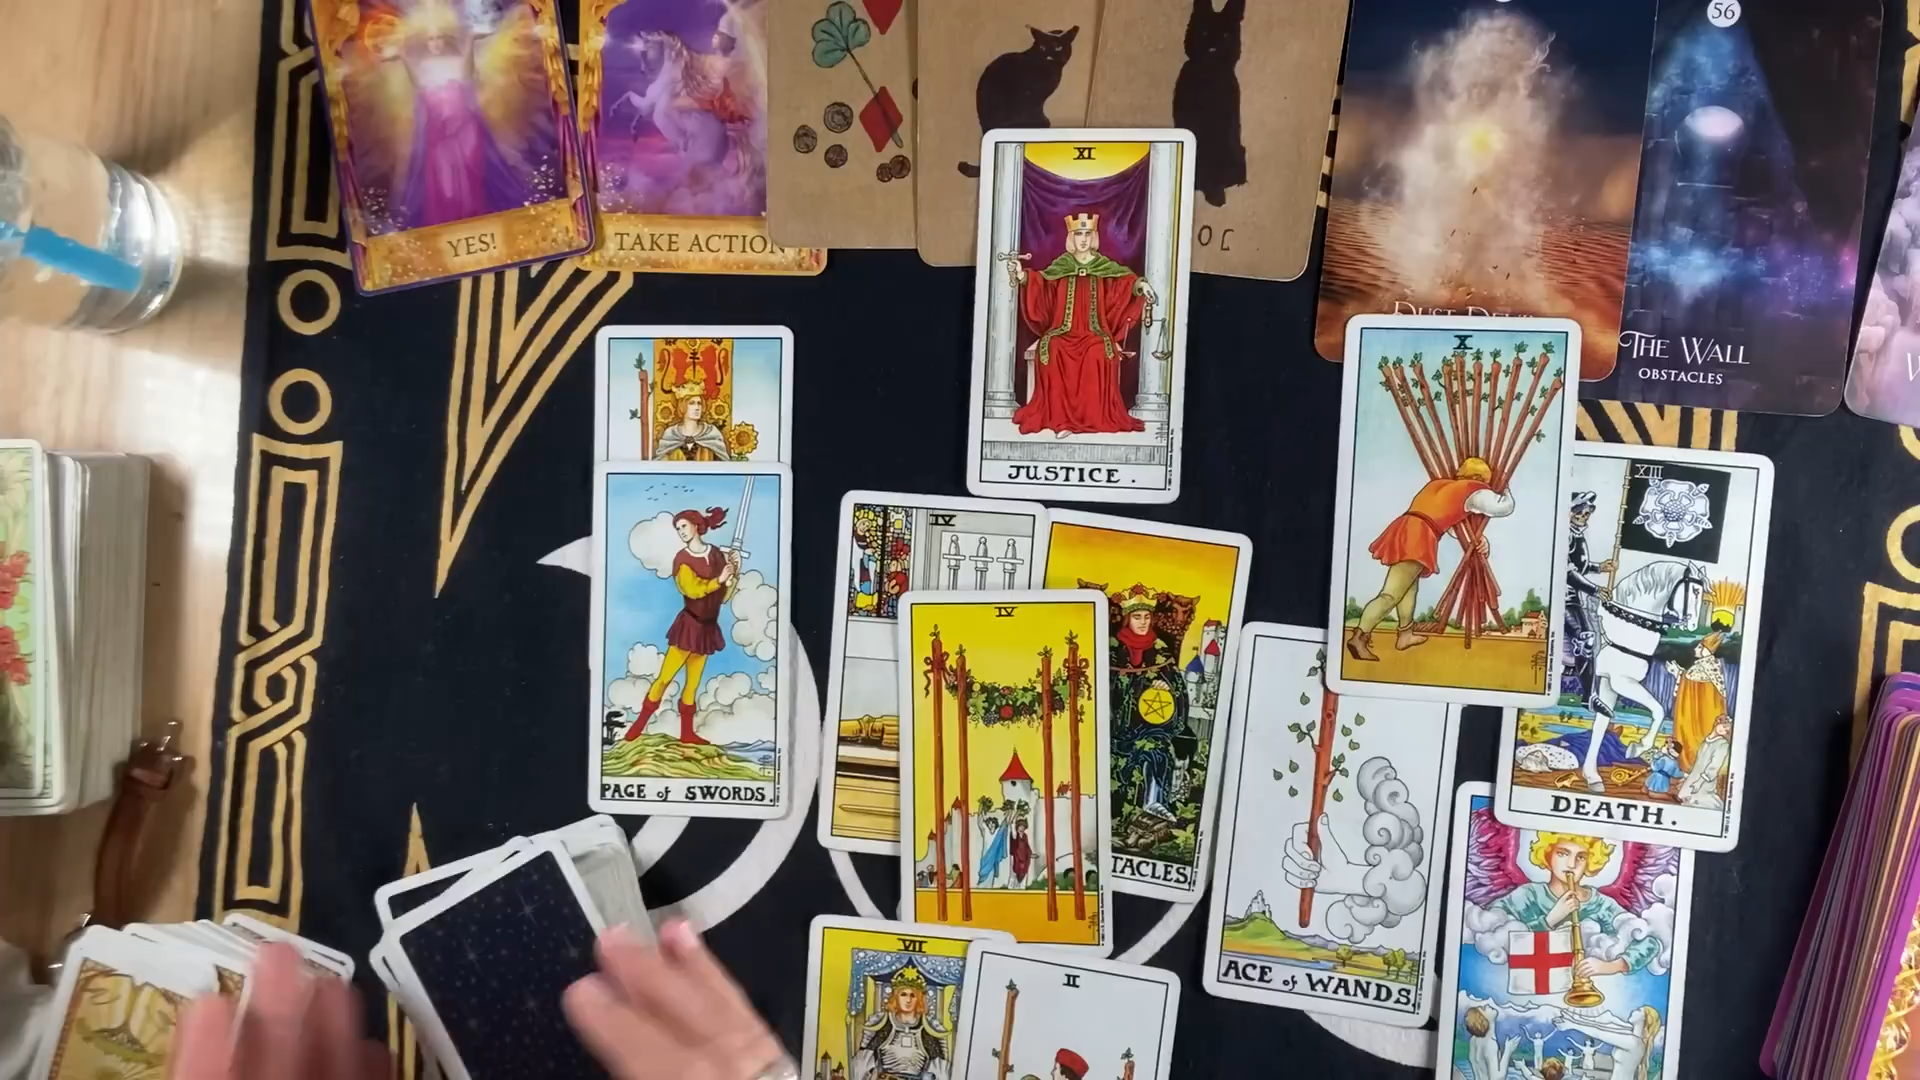 YES!
TAKE ACTION
OL
56
THE WALL
OBSTACLES
XI
JUSTICE.
X
XIII
DEATH.
PAGE of SWORDS.
IV
IV
TACLES
ACE of WANDS
VII
II